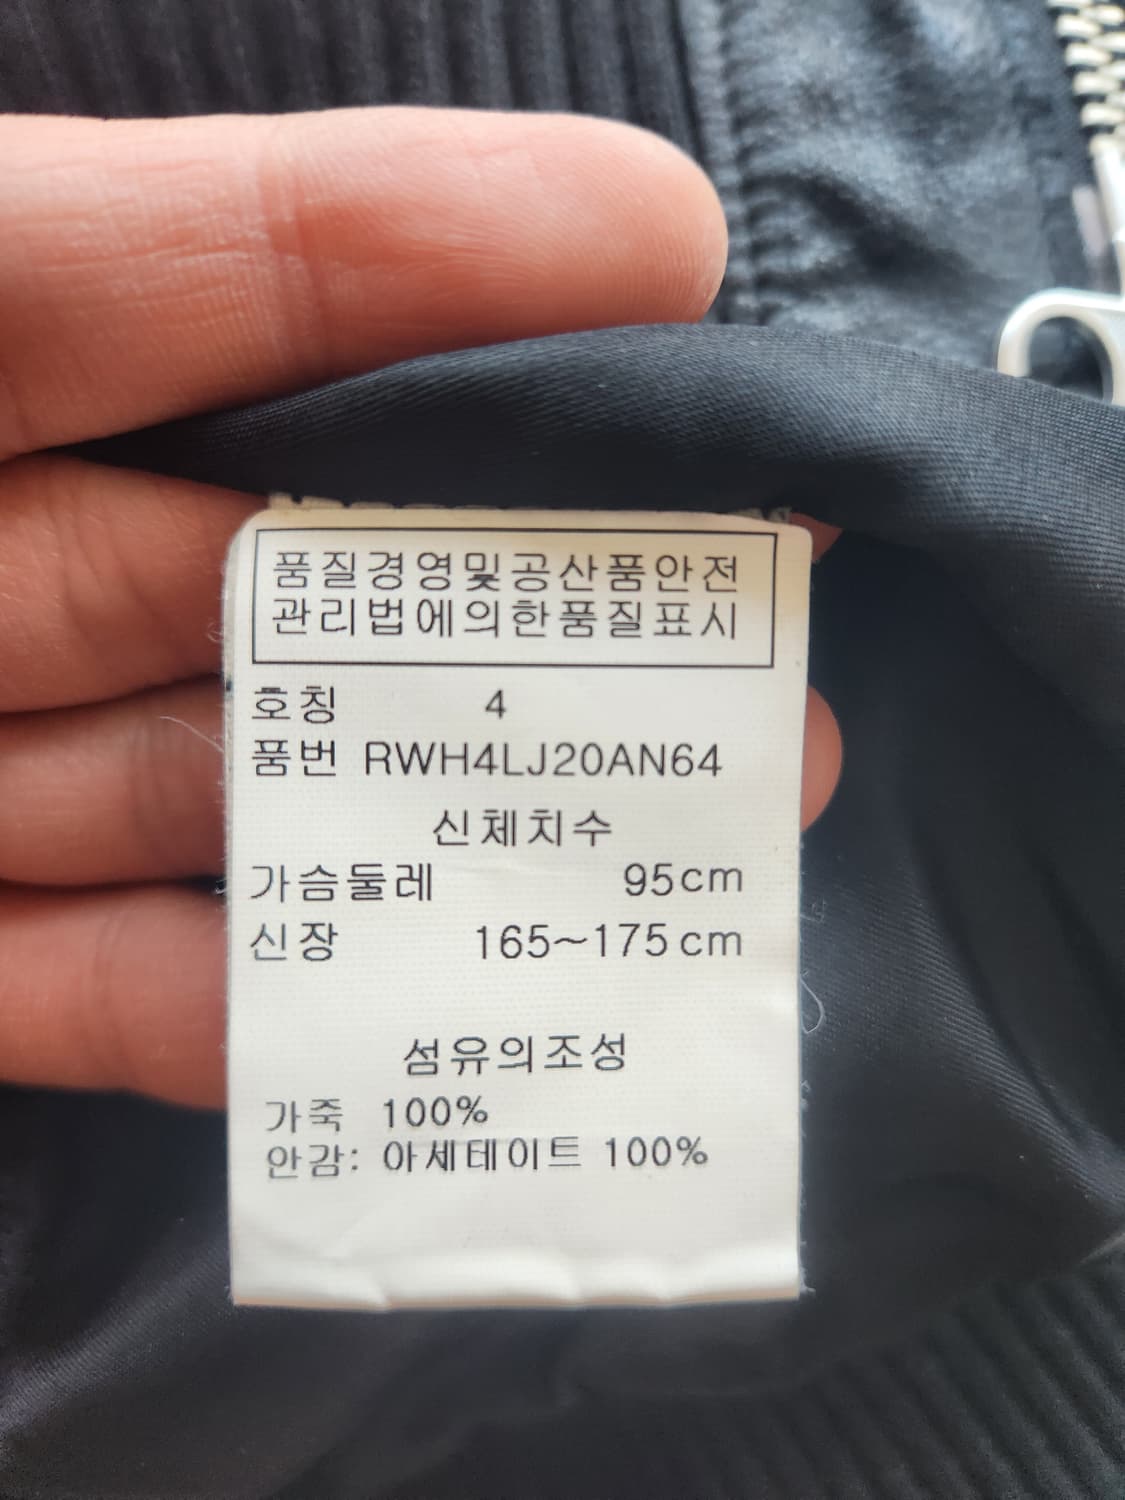 품질경영및공산품안전
관리법에의한품질표시
호칭 4
품번 RWH4LJ20AN64
신체치수
가슴둘레 95cm
신장 165~175cm
섬유의조성
가죽 100%
안감: 아세테이트 100%